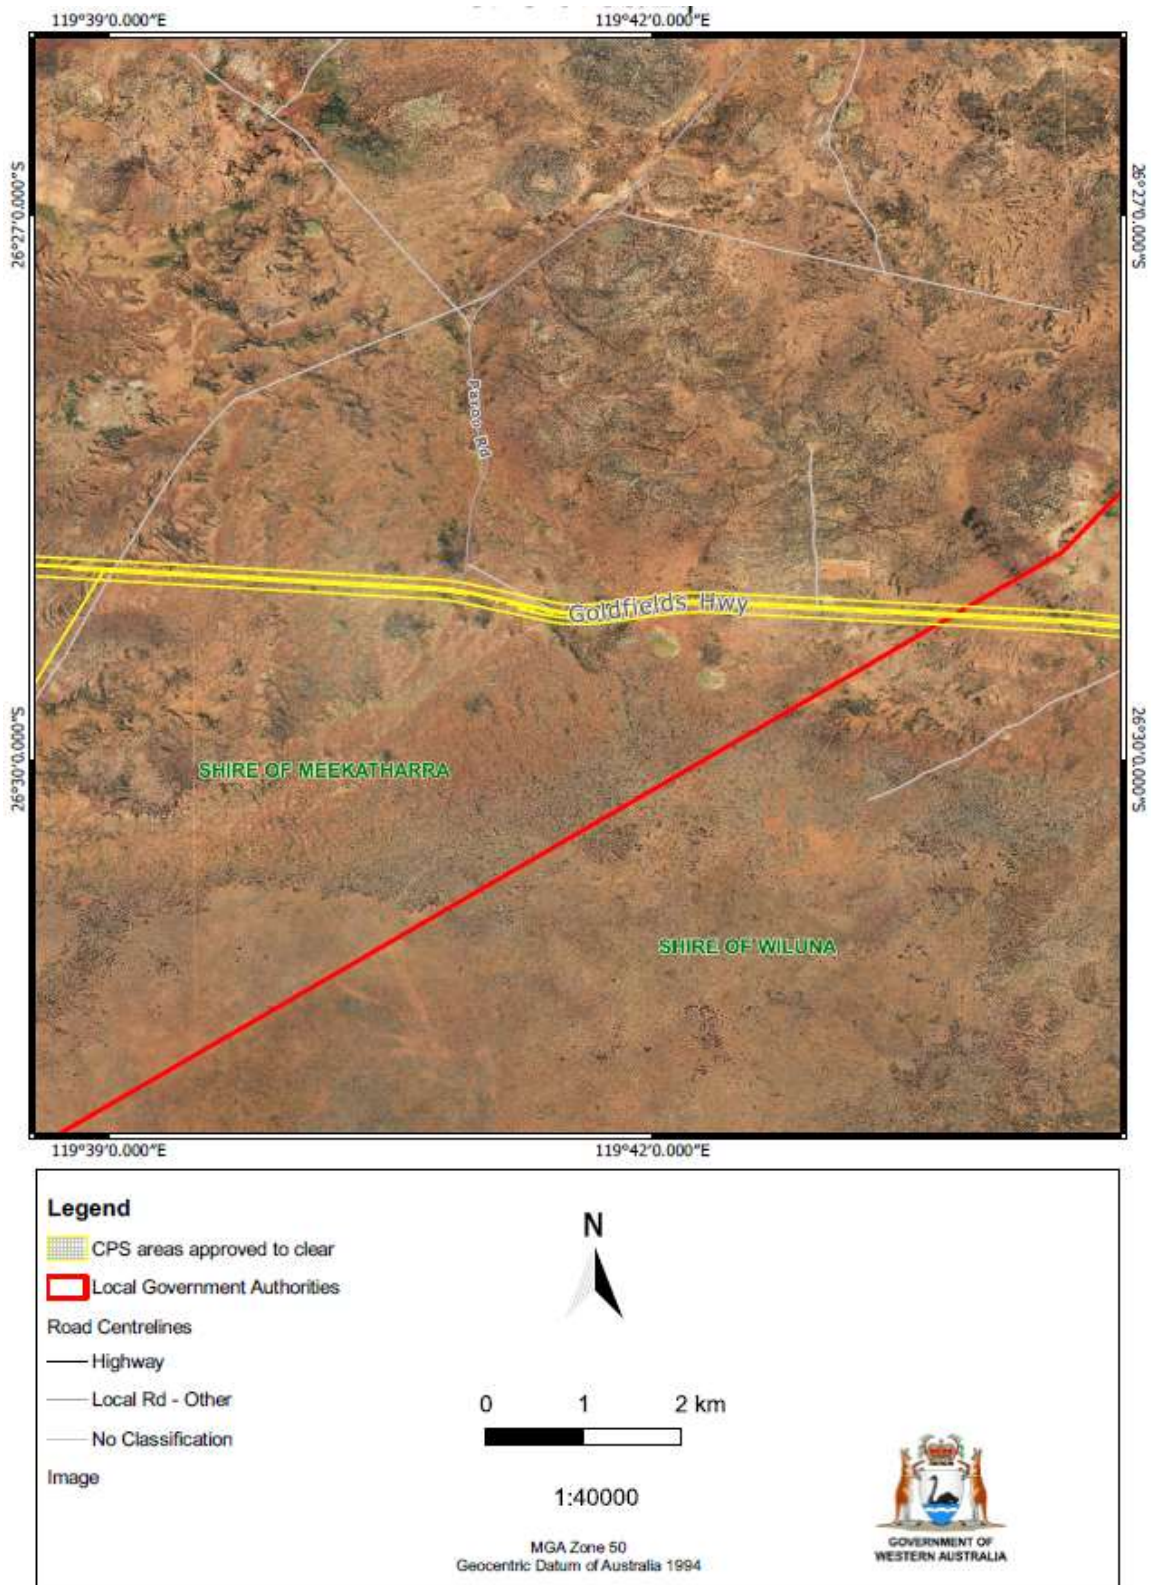 119°39'0.000"E
119°42'0.000"E
26°27'0.000"S
26°27'0.000"S
Paroo Rd
Goldfields Hwy
26°30'0.000"S
26°30'0.000"S
SHIRE OF MEEKATHARRA
SHIRE OF WILUNA
119°39'0.000"E
119°42'0.000"E
Legend
CPS areas approved to clear
Local Government Authorities
Road Centrelines
Highway
Local Rd - Other
No Classification
Image
N
0 1 2 km
1:40000
MGA Zone 50
Geocentric Datum of Australia 1994
GOVERNMENT OF
WESTERN AUSTRALIA